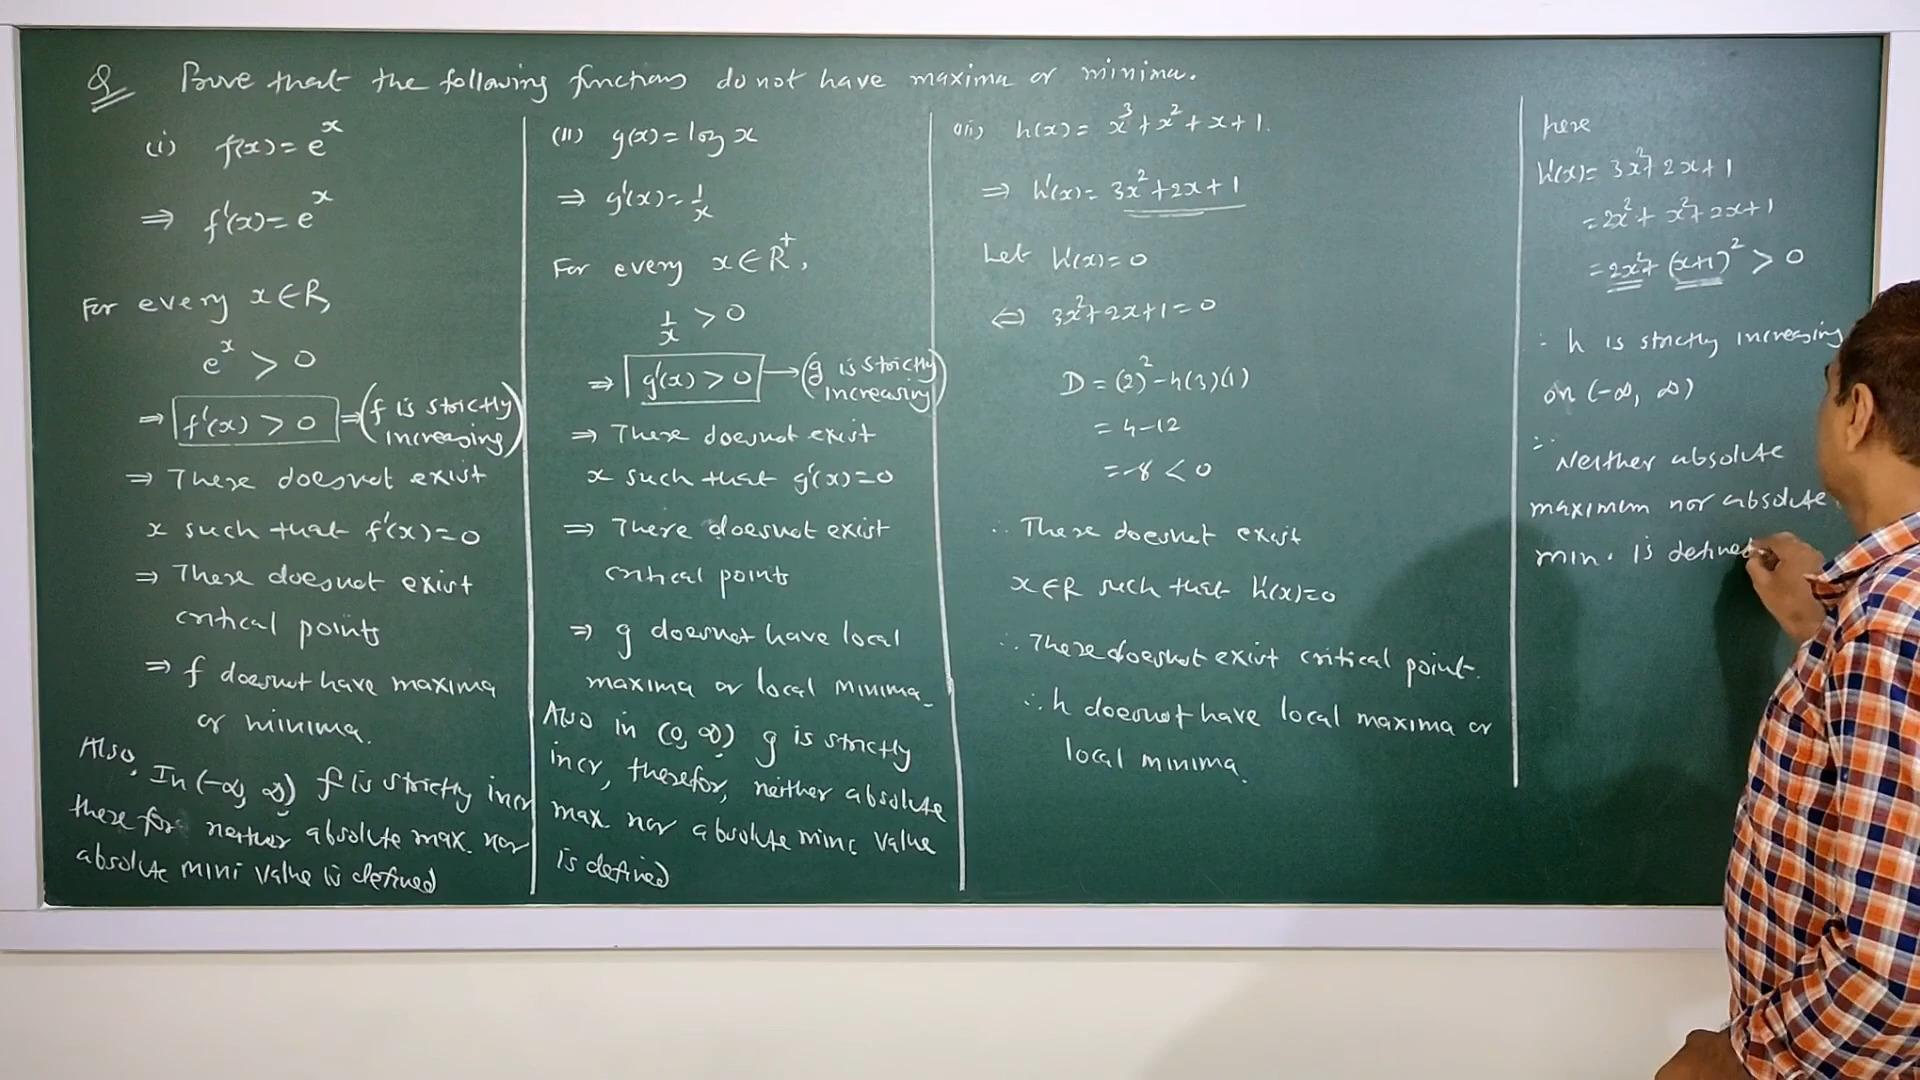 Q Prove that the following functions do not have maxima or minima.
(i) f(x) = e^x
⇒ f'(x) = e^x
For every x ∈ R,
e^x > 0
⇒ f'(x) > 0 ⇒ (f is strictly increasing)
⇒ There doesnot exist
x such that f'(x) = 0
⇒ There doesnot exist
critical points
⇒ f doesnot have maxima
or minima.
Also, In (-∞, ∞) f is strictly incr
there for neither absolute max. nor
absolute mini value is defined
(ii) g(x) = log x
⇒ g'(x) = 1/x
For every x ∈ R^+,
1/x > 0
⇒ g'(x) > 0 → (g is strictly increasing)
⇒ There doesnot exist
x such that g'(x) = 0
⇒ There doesnot exist
critical points
⇒ g doesnot have local
maxima or local minima.
Also in (0, ∞) g is strictly
incr, therefor, neither absolute
max nor absolute mini value
is defined
(iii) h(x) = x^3 + x^2 + x + 1.
⇒ h'(x) = 3x^2 + 2x + 1
Let h'(x) = 0
⇔ 3x^2 + 2x + 1 = 0
D = (2)^2 - 4(3)(1)
= 4 - 12
= -8 < 0
∴ There doesnot exist
x ∈ R such that h'(x) = 0
∴ There doesnot exist critical point.
∴ h doesnot have local maxima or
local minima.
here
h'(x) = 3x^2 + 2x + 1
= 2x^2 + x^2 + 2x + 1
= 2x^2 + (x+1)^2 > 0
∴ h is strictly increasing
on (-∞, ∞)
∴ Neither absolute
maximum nor absolute
min. is defined